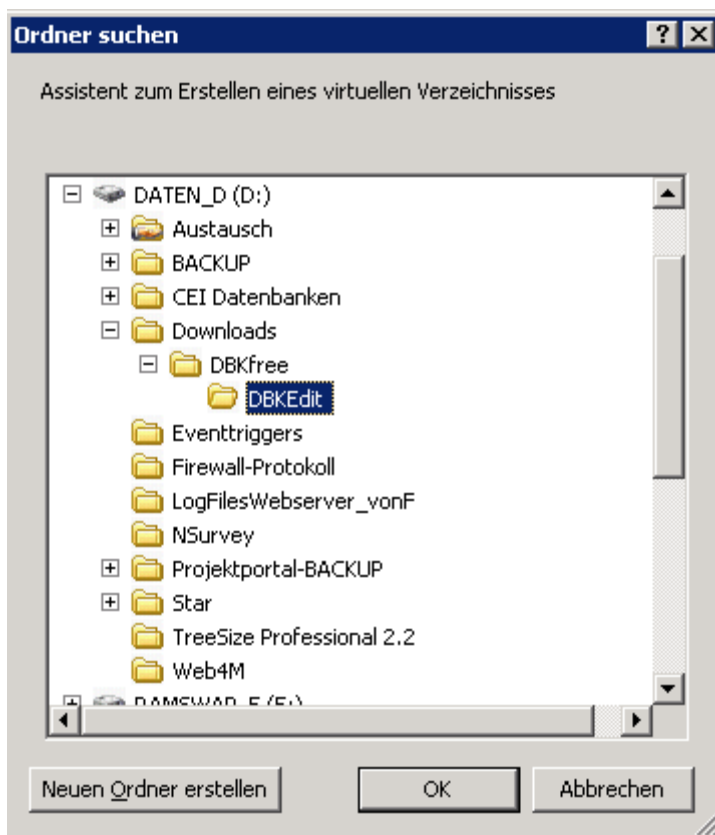 Ordner suchen
Assistent zum Erstellen eines virtuellen Verzeichnisses
DATEN_D (D:)
Austausch
BACKUP
CEI Datenbanken
Downloads
DBKfree
DBKEdit
Eventtriggers
Firewall-Protokoll
LogFilesWebserver_vonF
NSurvey
Projektportal-BACKUP
Star
TreeSize Professional 2.2
Web4M
Neuen Ordner erstellen OK Abbrechen